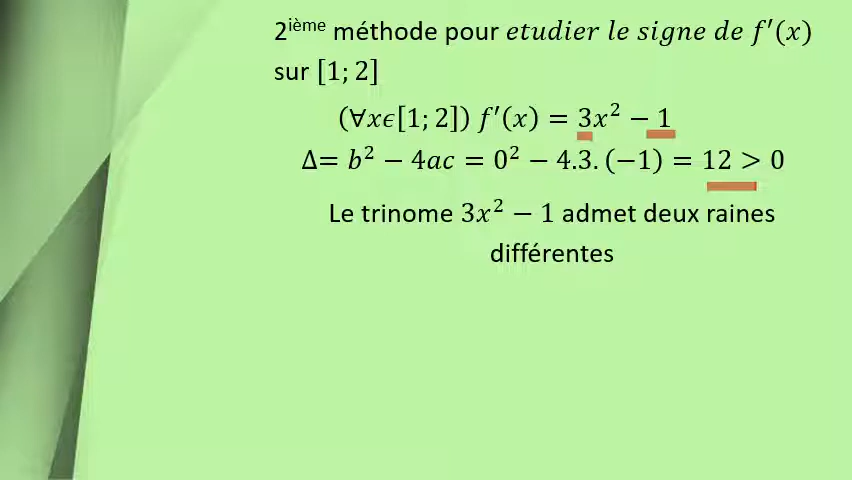 2ième méthode pour etudier le signe de f′(x)
sur [1; 2]
(∀xϵ[1; 2]) f′(x) = 3x² − 1
Δ= b² − 4ac = 0² − 4.3. (−1) = 12 > 0
Le trinome 3x² − 1 admet deux raines
différentes